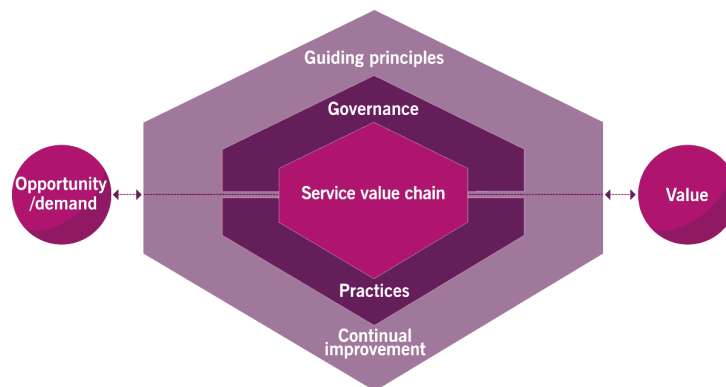 Guiding principles
Governance
Opportunity
/demand
Service value chain
Value
Practices
Continual
improvement